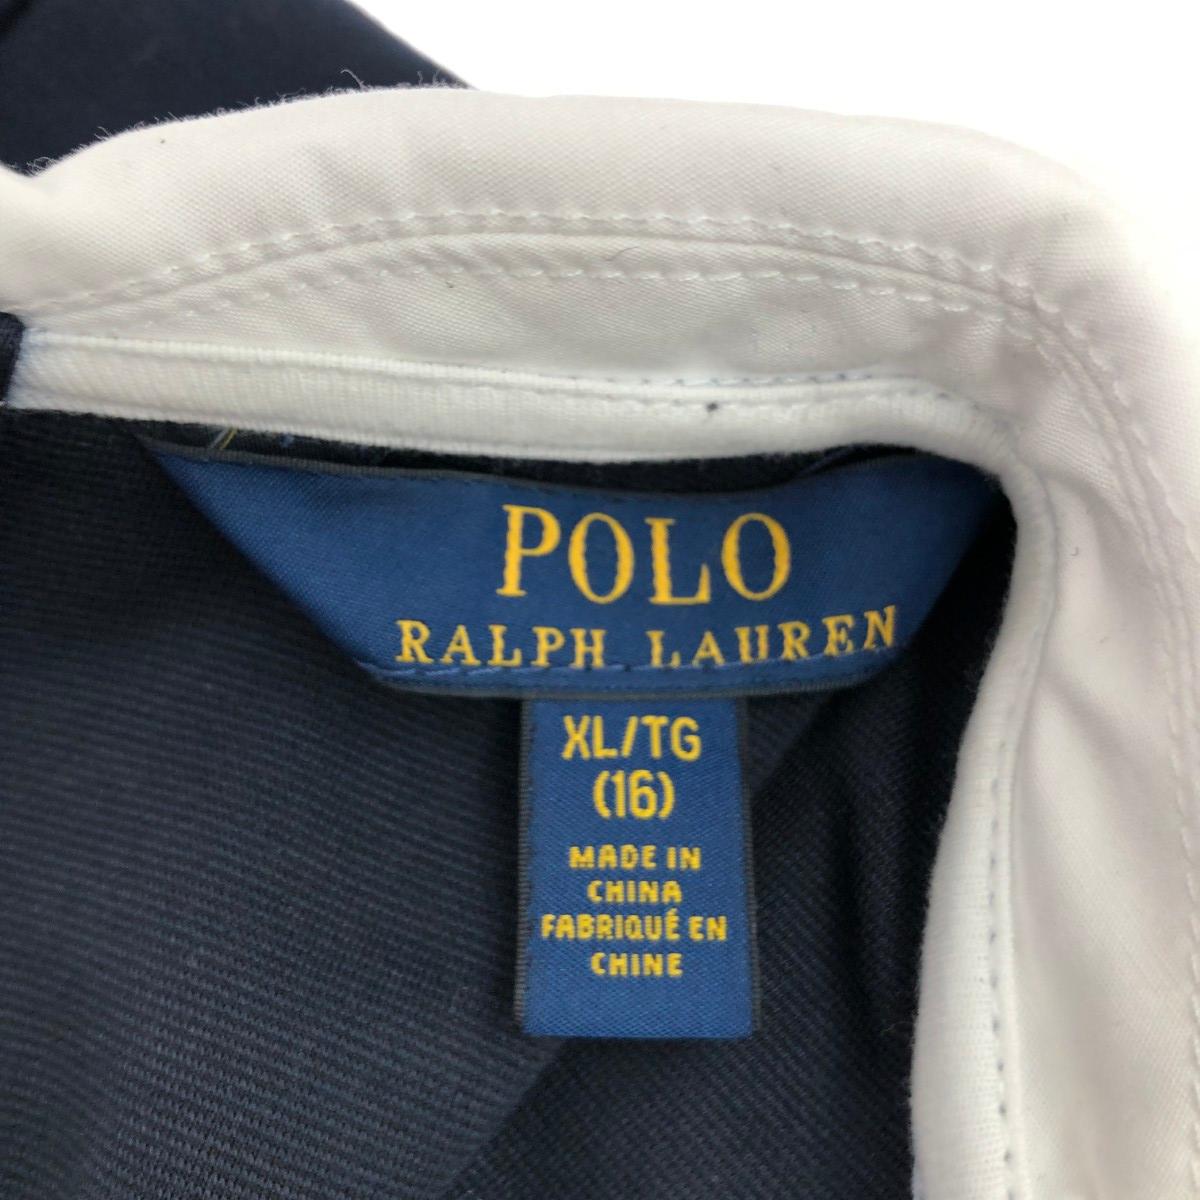 POLO
RALPH LAUREN
XL/TG
(16)
MADE IN
CHINA
FABRIQUÉ EN
CHINE